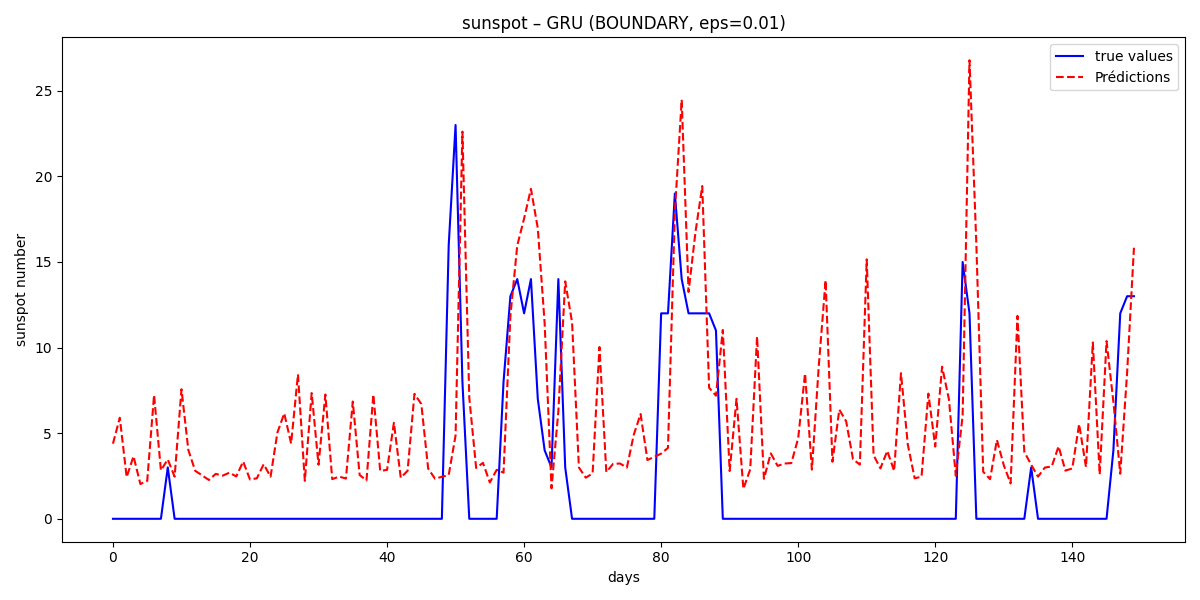 sunspot – GRU (BOUNDARY, eps=0.01)
true values
Prédictions
sunspot number
25
20
15
10
5
0
0 20 40 60 80 100 120 140
days